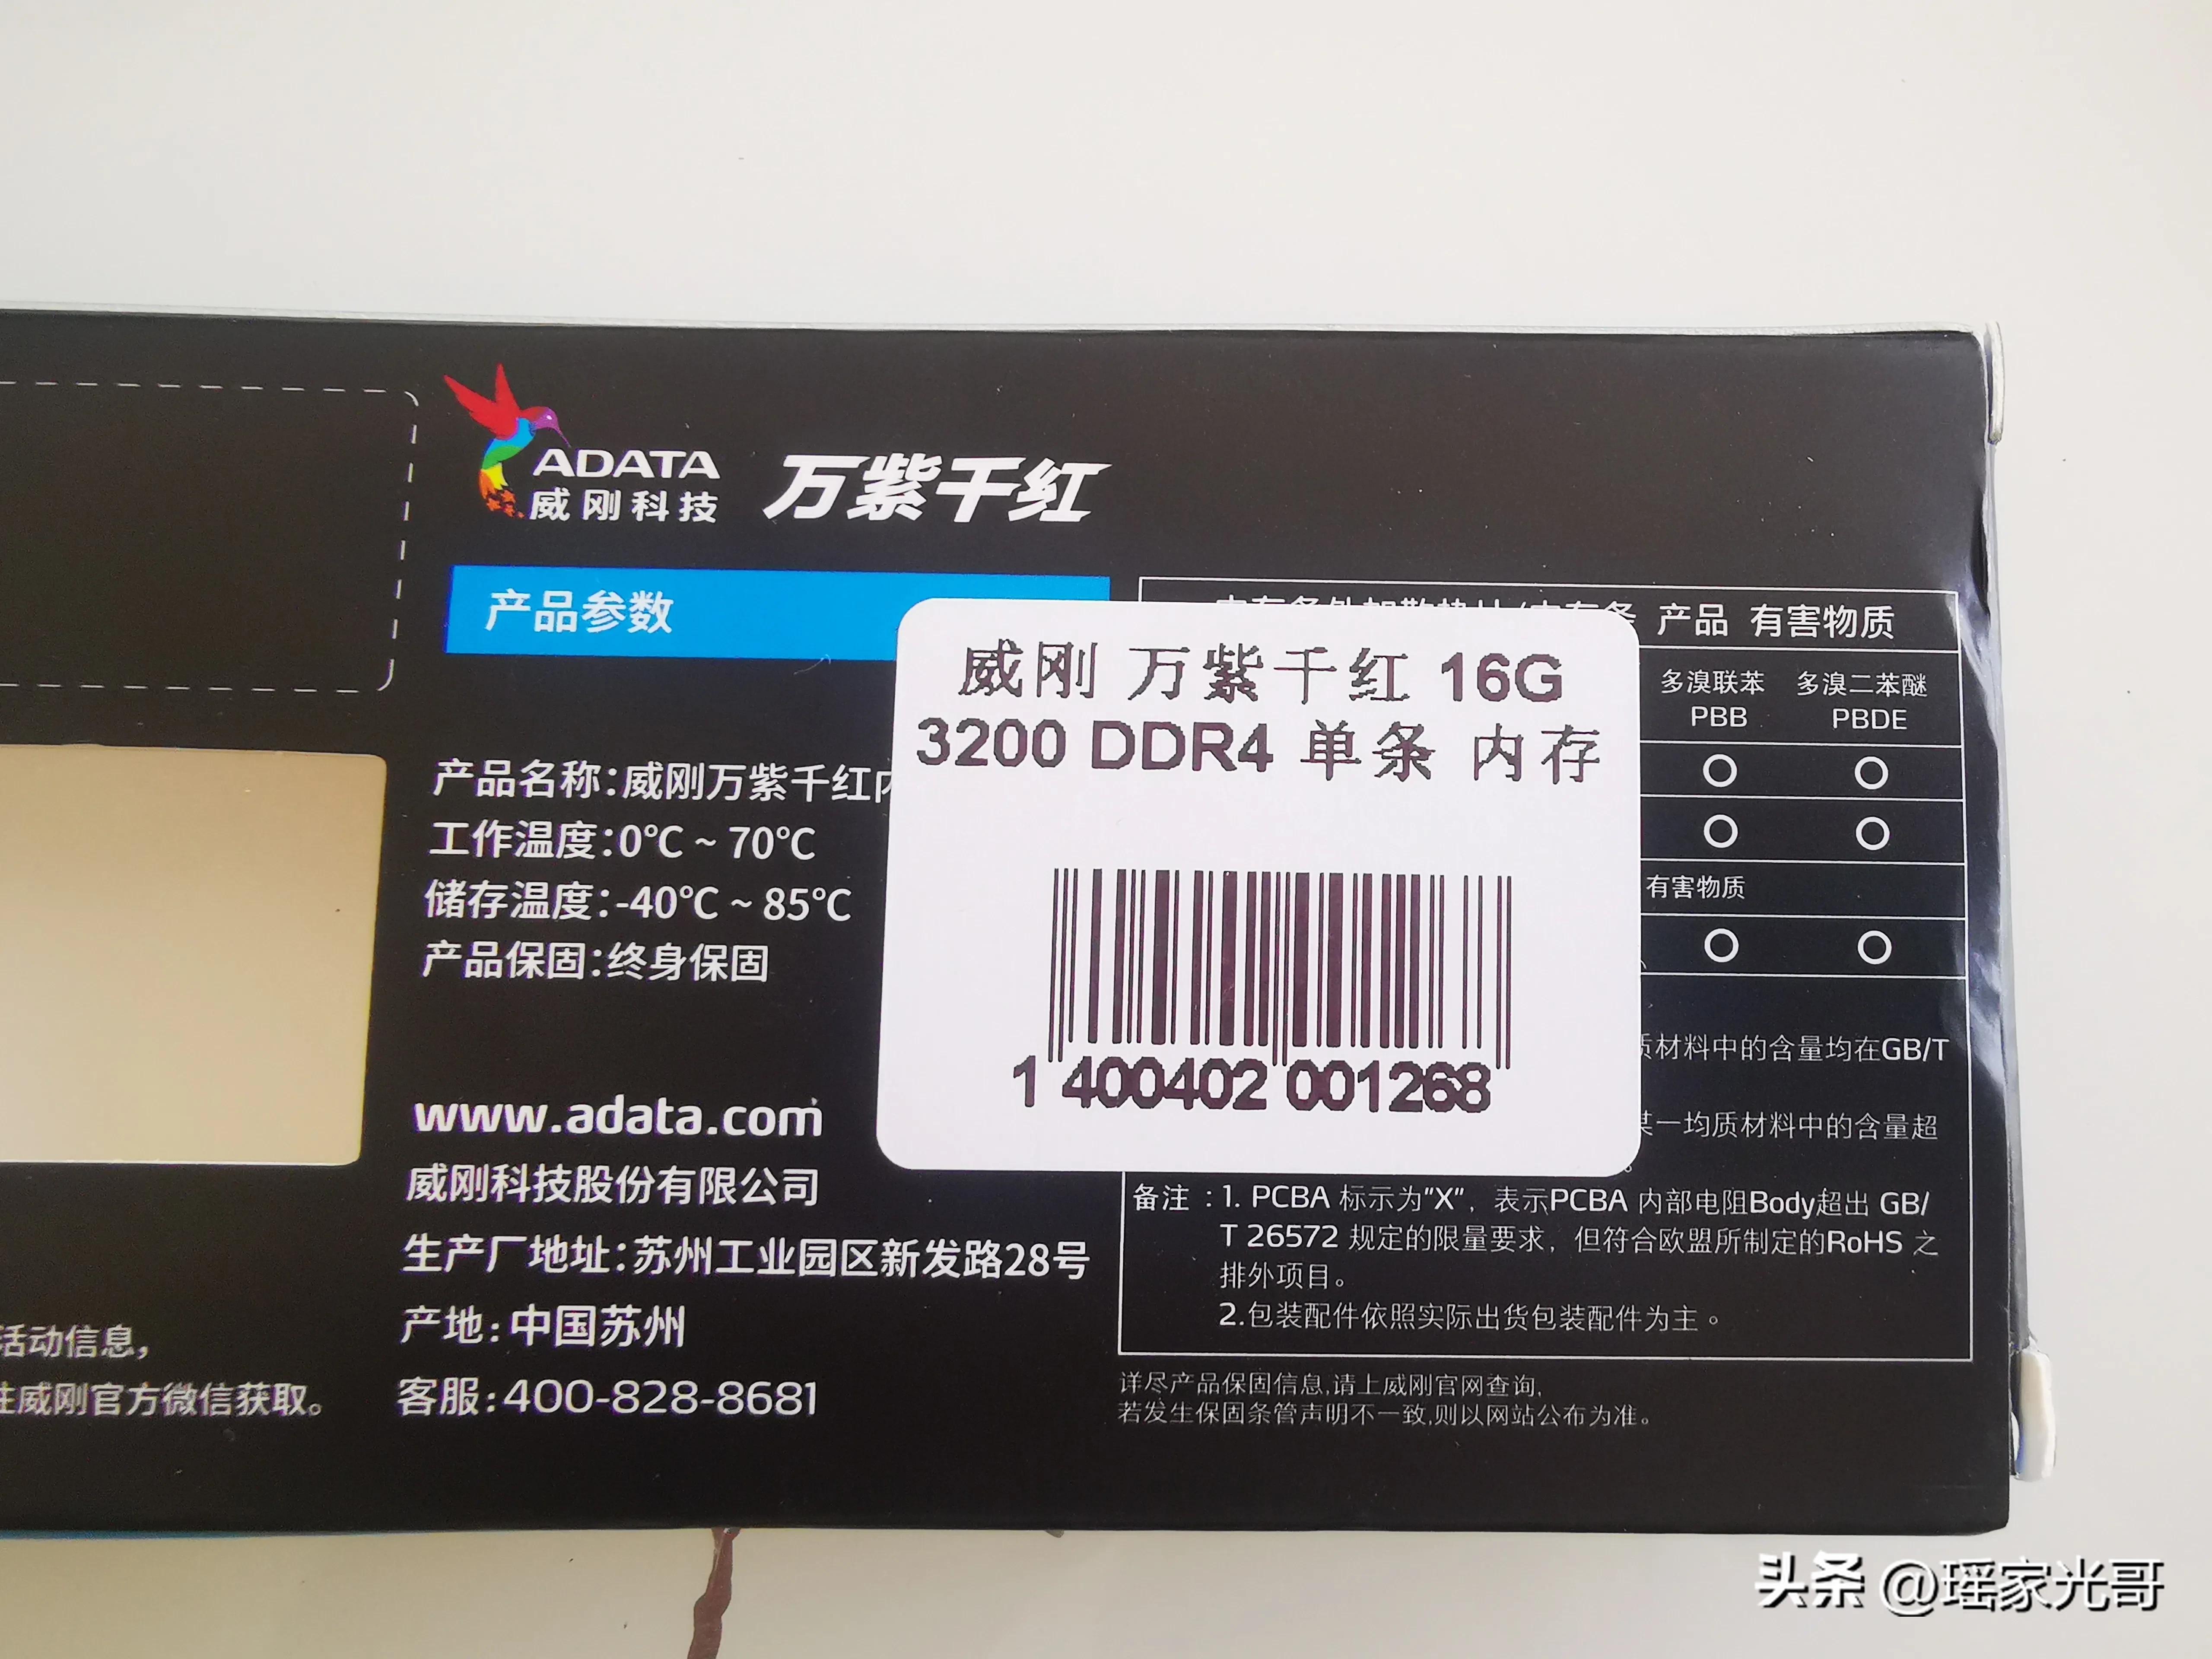 ADATA
威刚科技
万紫千红
产品参数
产品名称:威刚万紫千红
工作温度:0℃ ~ 70℃
储存温度:-40℃ ~ 85℃
产品保固:终身保固
www.adata.com
威刚科技股份有限公司
生产厂地址:苏州工业园区新发路28号
产地:中国苏州
客服:400-828-8681
活动信息,
威刚官方微信获取。
威刚 万紫千红 16G
3200 DDR4 单条 内存
1 400402 001268
产品 有害物质
多溴联苯 多溴二苯醚
PBB PBDE
○ ○
○ ○
有害物质
○ ○
材料中的含量均在GB/T
某一均质材料中的含量超
。
备注:1. PCBA 标示为"X", 表示PCBA 内部电阻Body超出 GB/
T 26572 规定的限量要求, 但符合欧盟所制定的RoHS 之
排外项目。
2.包装配件依照实际出货包装配件为主。
详尽产品保固信息,请上威刚官网查询,
若发生保固条管声明不一致,则以网站公布为准。
头条 @瑶家光哥